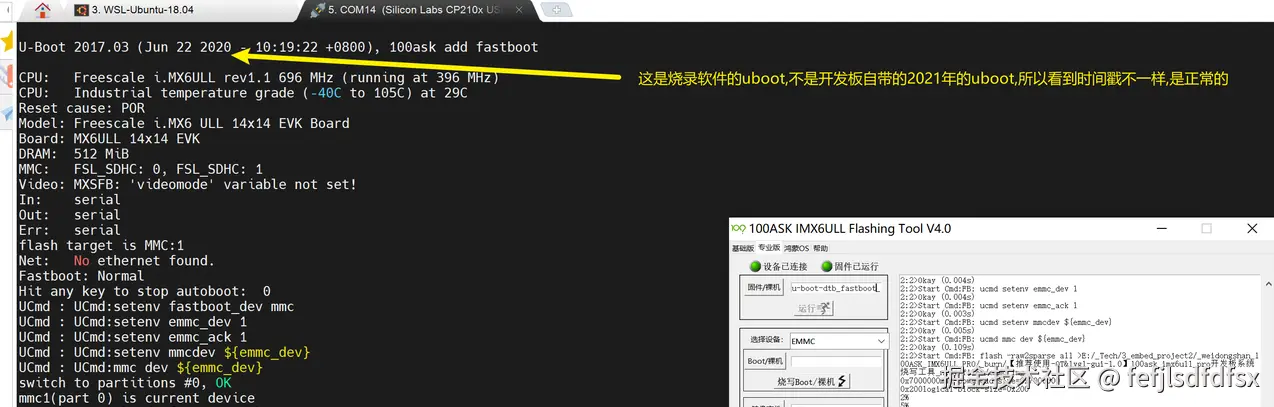 3. WSL-Ubuntu-18.04
5. COM14 (Silicon Labs CP210x US
U-Boot 2017.03 (Jun 22 2020 - 10:19:22 +0800), 100ask add fastboot
这是烧录软件的uboot,不是开发板自带的2021年的uboot,所以看到时间戳不一样,是正常的
CPU: Freescale i.MX6ULL rev1.1 696 MHz (running at 396 MHz)
CPU: Industrial temperature grade (-40C to 105C) at 29C
Reset cause: POR
Model: Freescale i.MX6 ULL 14x14 EVK Board
Board: MX6ULL 14x14 EVK
DRAM: 512 MiB
MMC: FSL_SDHC: 0, FSL_SDHC: 1
Video: MXSFB: 'videomode' variable not set!
In: serial
Out: serial
Err: serial
flash target is MMC:1
Net: No ethernet found.
Fastboot: Normal
Hit any key to stop autoboot: 0
UCmd : UCmd:setenv fastboot_dev mmc
UCmd : UCmd:setenv emmc_dev 1
UCmd : UCmd:setenv emmc_ack 1
UCmd : UCmd:setenv mmcdev ${emmc_dev}
UCmd : UCmd:mmc dev ${emmc_dev}
switch to partitions #0, OK
mmc1(part 0) is current device
100ASK IMX6ULL Flashing Tool V4.0
基础版 专业版 鸿蒙OS 帮助
设备已连接 固件已运行
固件/裸机 u-boot-dtb_fastboot_
运行
选择设备: EMMC
Boot/裸机
烧写Boot/裸机
2:2>Okay (0.004s)
2:2>Start Cmd:FB: ucmd setenv emmc_dev 1
2:2>Okay (0.004s)
2:2>Start Cmd:FB: ucmd setenv emmc_ack 1
2:2>Okay (0.003s)
2:2>Start Cmd:FB: ucmd setenv mmcdev ${emmc_dev}
2:2>Okay (0.005s)
2:2>Start Cmd:FB: ucmd mmc dev ${emmc_dev}
2:2>Okay (0.109s)
2:2>Start Cmd:FB: flash -raw2sparse all >E:/_Tech/3_embed_project2/_weidongshan_1
00ASK_IMX6ULL_PRO/_burn/【推荐使用-QT&lvgl-gui-1.0】100ask_imx6ull_pro开发板系统
烧写工具
0x200logical-block-size=0x200
2%
5%
掘金技术社区 @ fefjlsdfdfsx